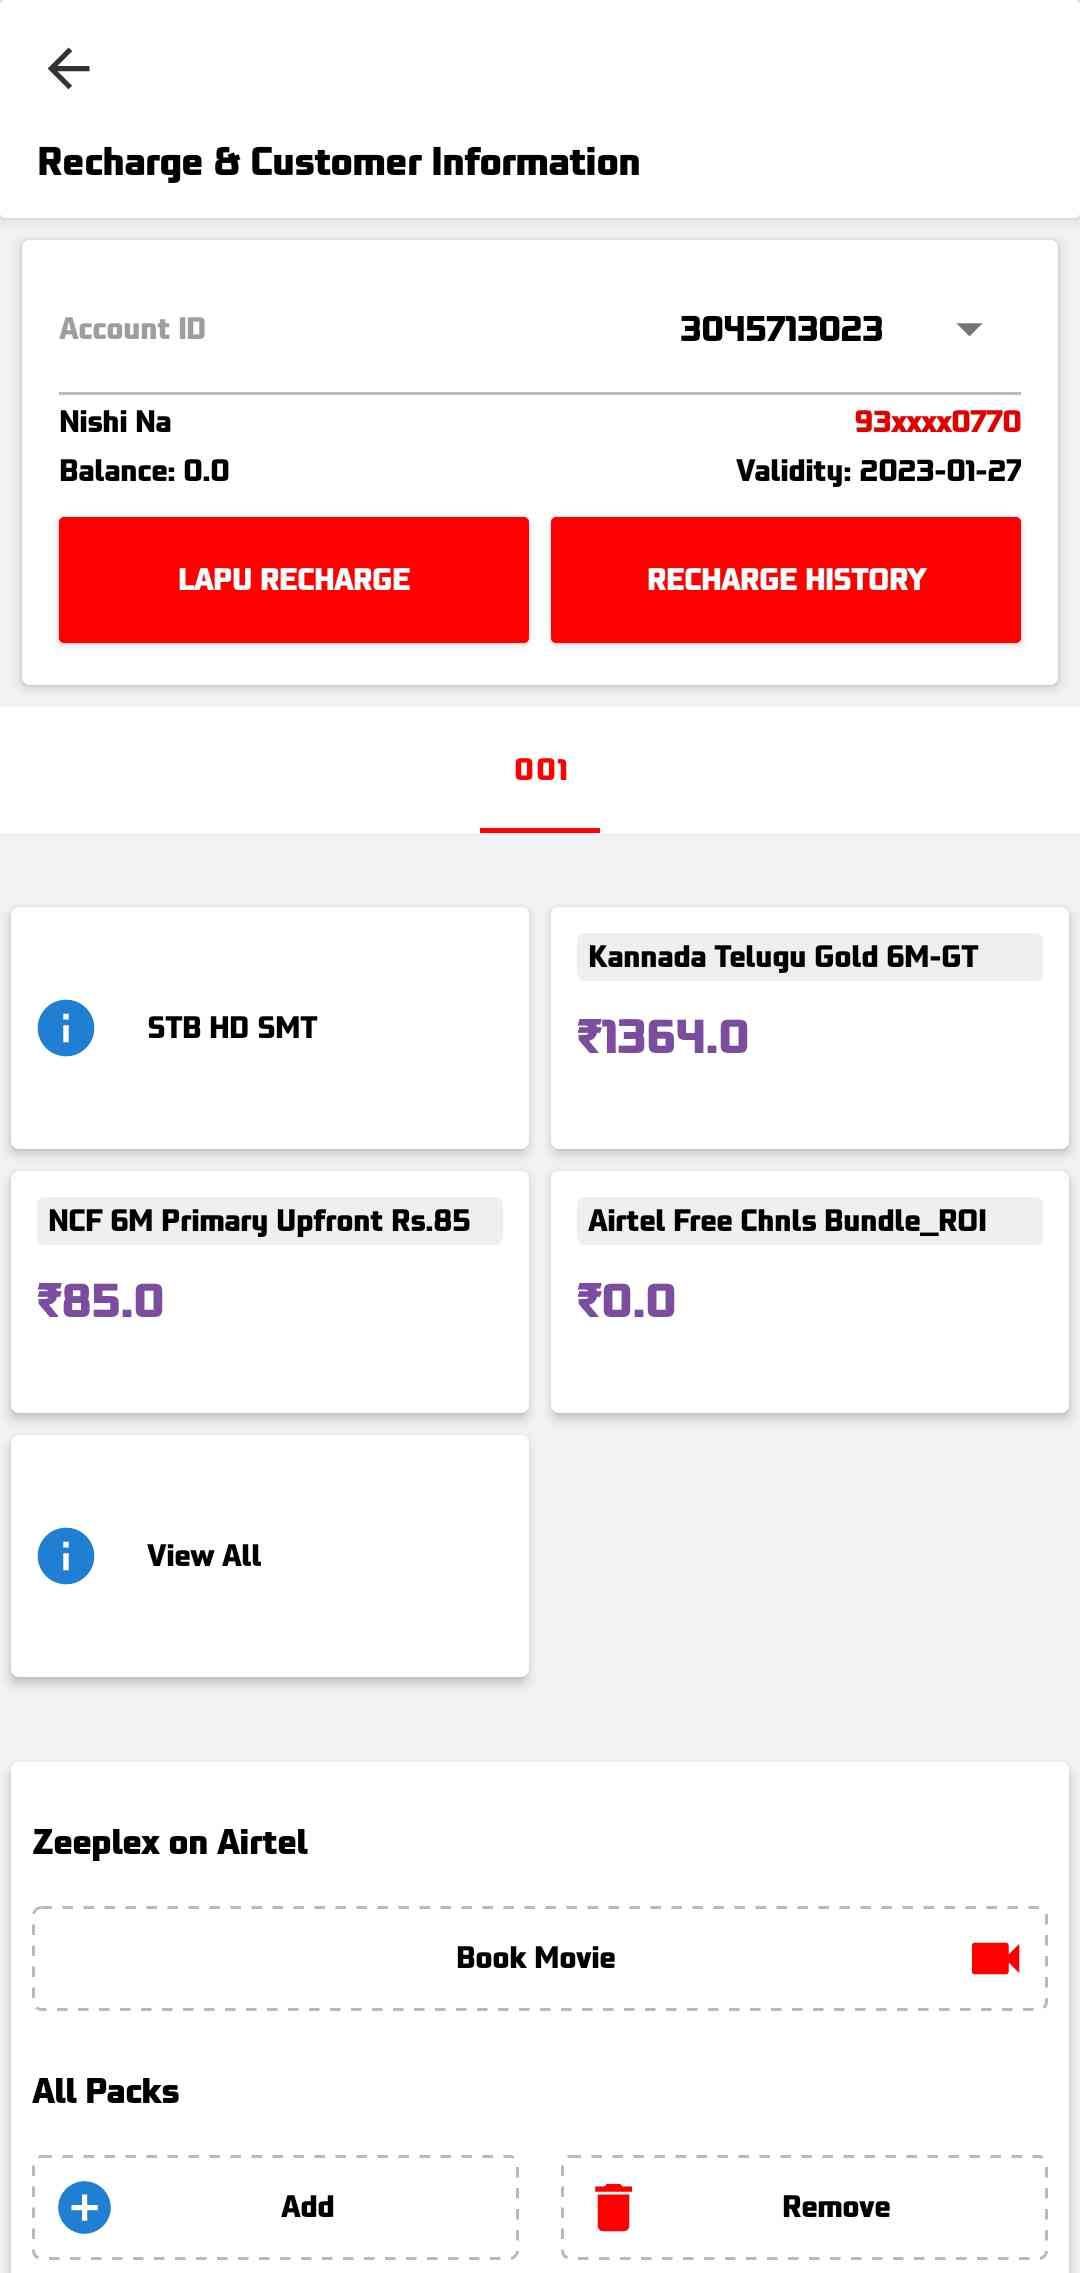 Recharge & Customer Information
Account ID 3045713023
Nishi Na 93xxxx0770
Balance: 0.0 Validity: 2023-01-27
LAPU RECHARGE RECHARGE HISTORY
001
STB HD SMT
Kannada Telugu Gold 6M-GT
₹1364.0
NCF 6M Primary Upfront Rs.85
₹85.0
Airtel Free Chnls Bundle_ROI
₹0.0
View All
Zeeplex on Airtel
Book Movie
All Packs
Add Remove